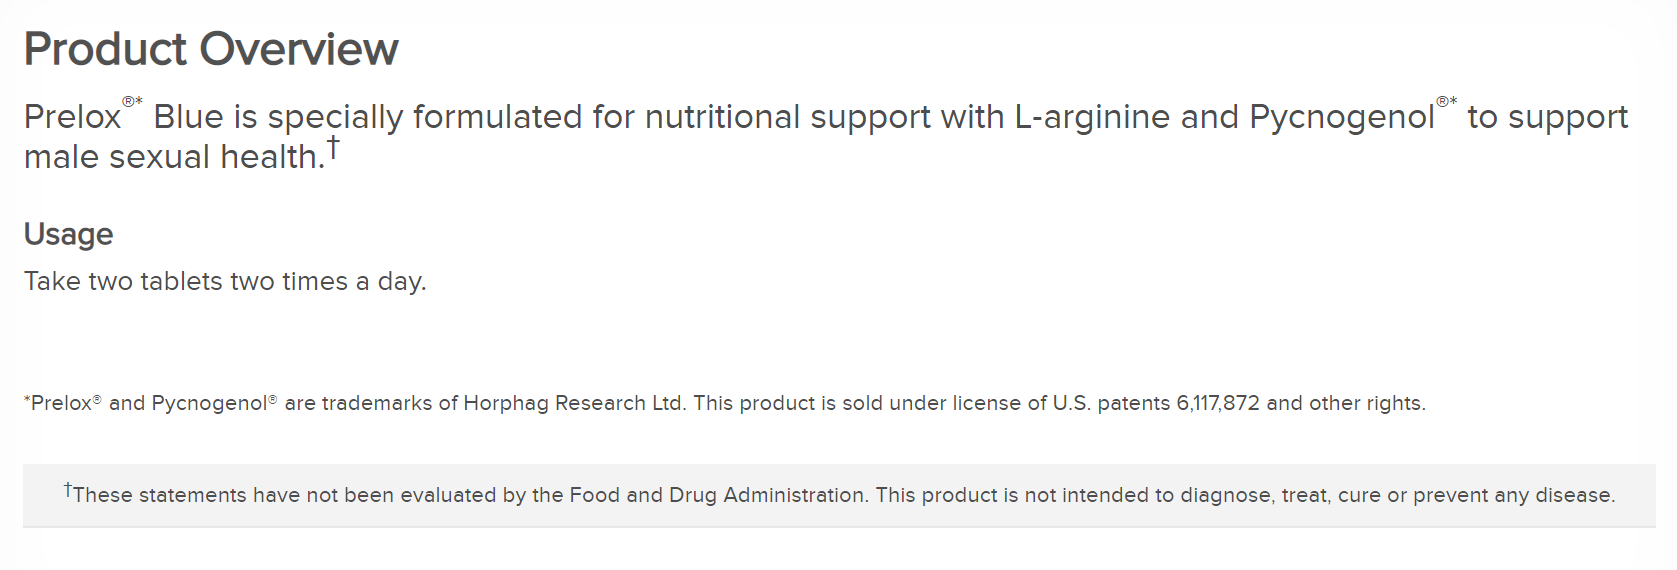 Product Overview
Prelox®* Blue is specially formulated for nutritional support with L-arginine and Pycnogenol®* to support
male sexual health.†
Usage
Take two tablets two times a day.
*Prelox® and Pycnogenol® are trademarks of Horphag Research Ltd. This product is sold under license of U.S. patents 6,117,872 and other rights.
†These statements have not been evaluated by the Food and Drug Administration. This product is not intended to diagnose, treat, cure or prevent any disease.